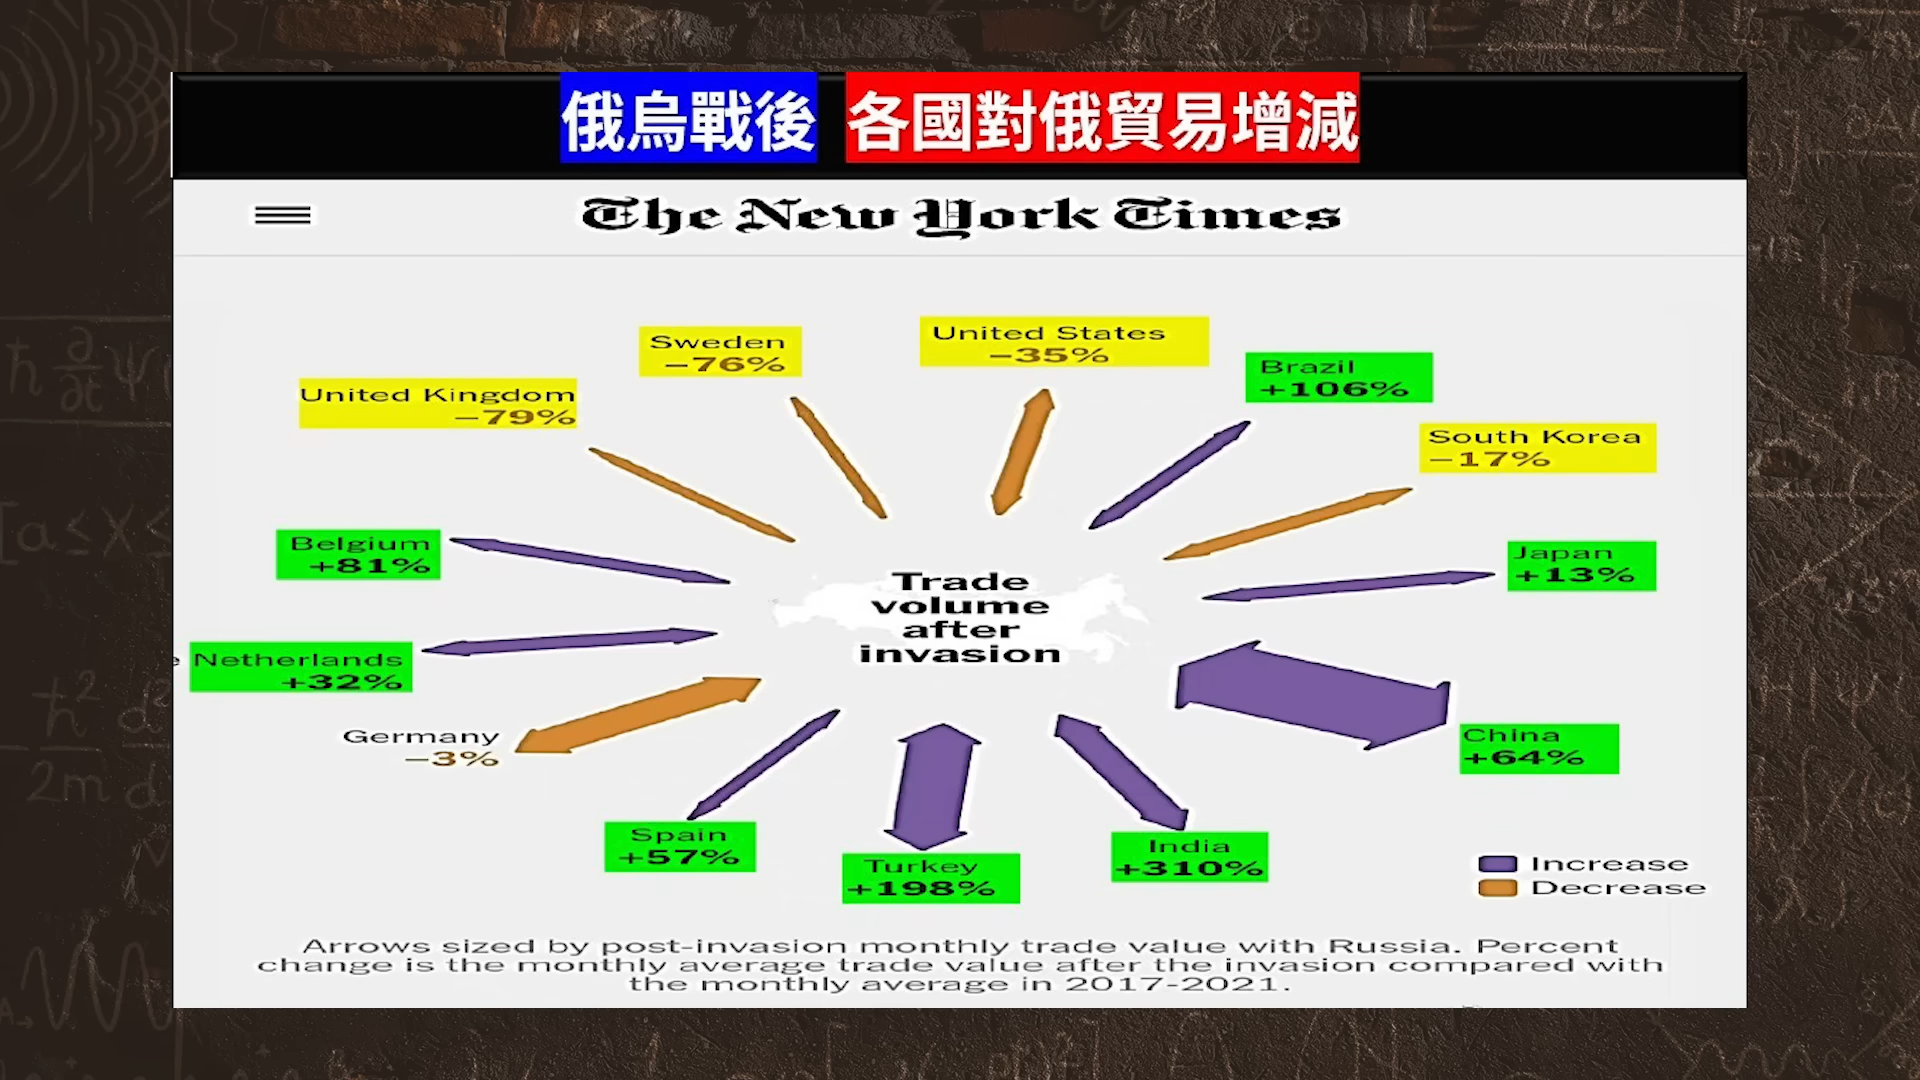 俄烏戰後 各國對俄貿易增減
The New York Times
United States
−35%
Sweden
−76%
Brazil
+106%
United Kingdom
−79%
South Korea
−17%
Belgium
+81%
Japan
+13%
Trade
volume
after
invasion
e Netherlands
+32%
Germany
−3%
China
+64%
Spain
+57%
Turkey
+198%
India
+310%
Increase
Decrease
Arrows sized by post-invasion monthly trade value with Russia. Percent
change is the monthly average trade value after the invasion compared with
the monthly average in 2017-2021.